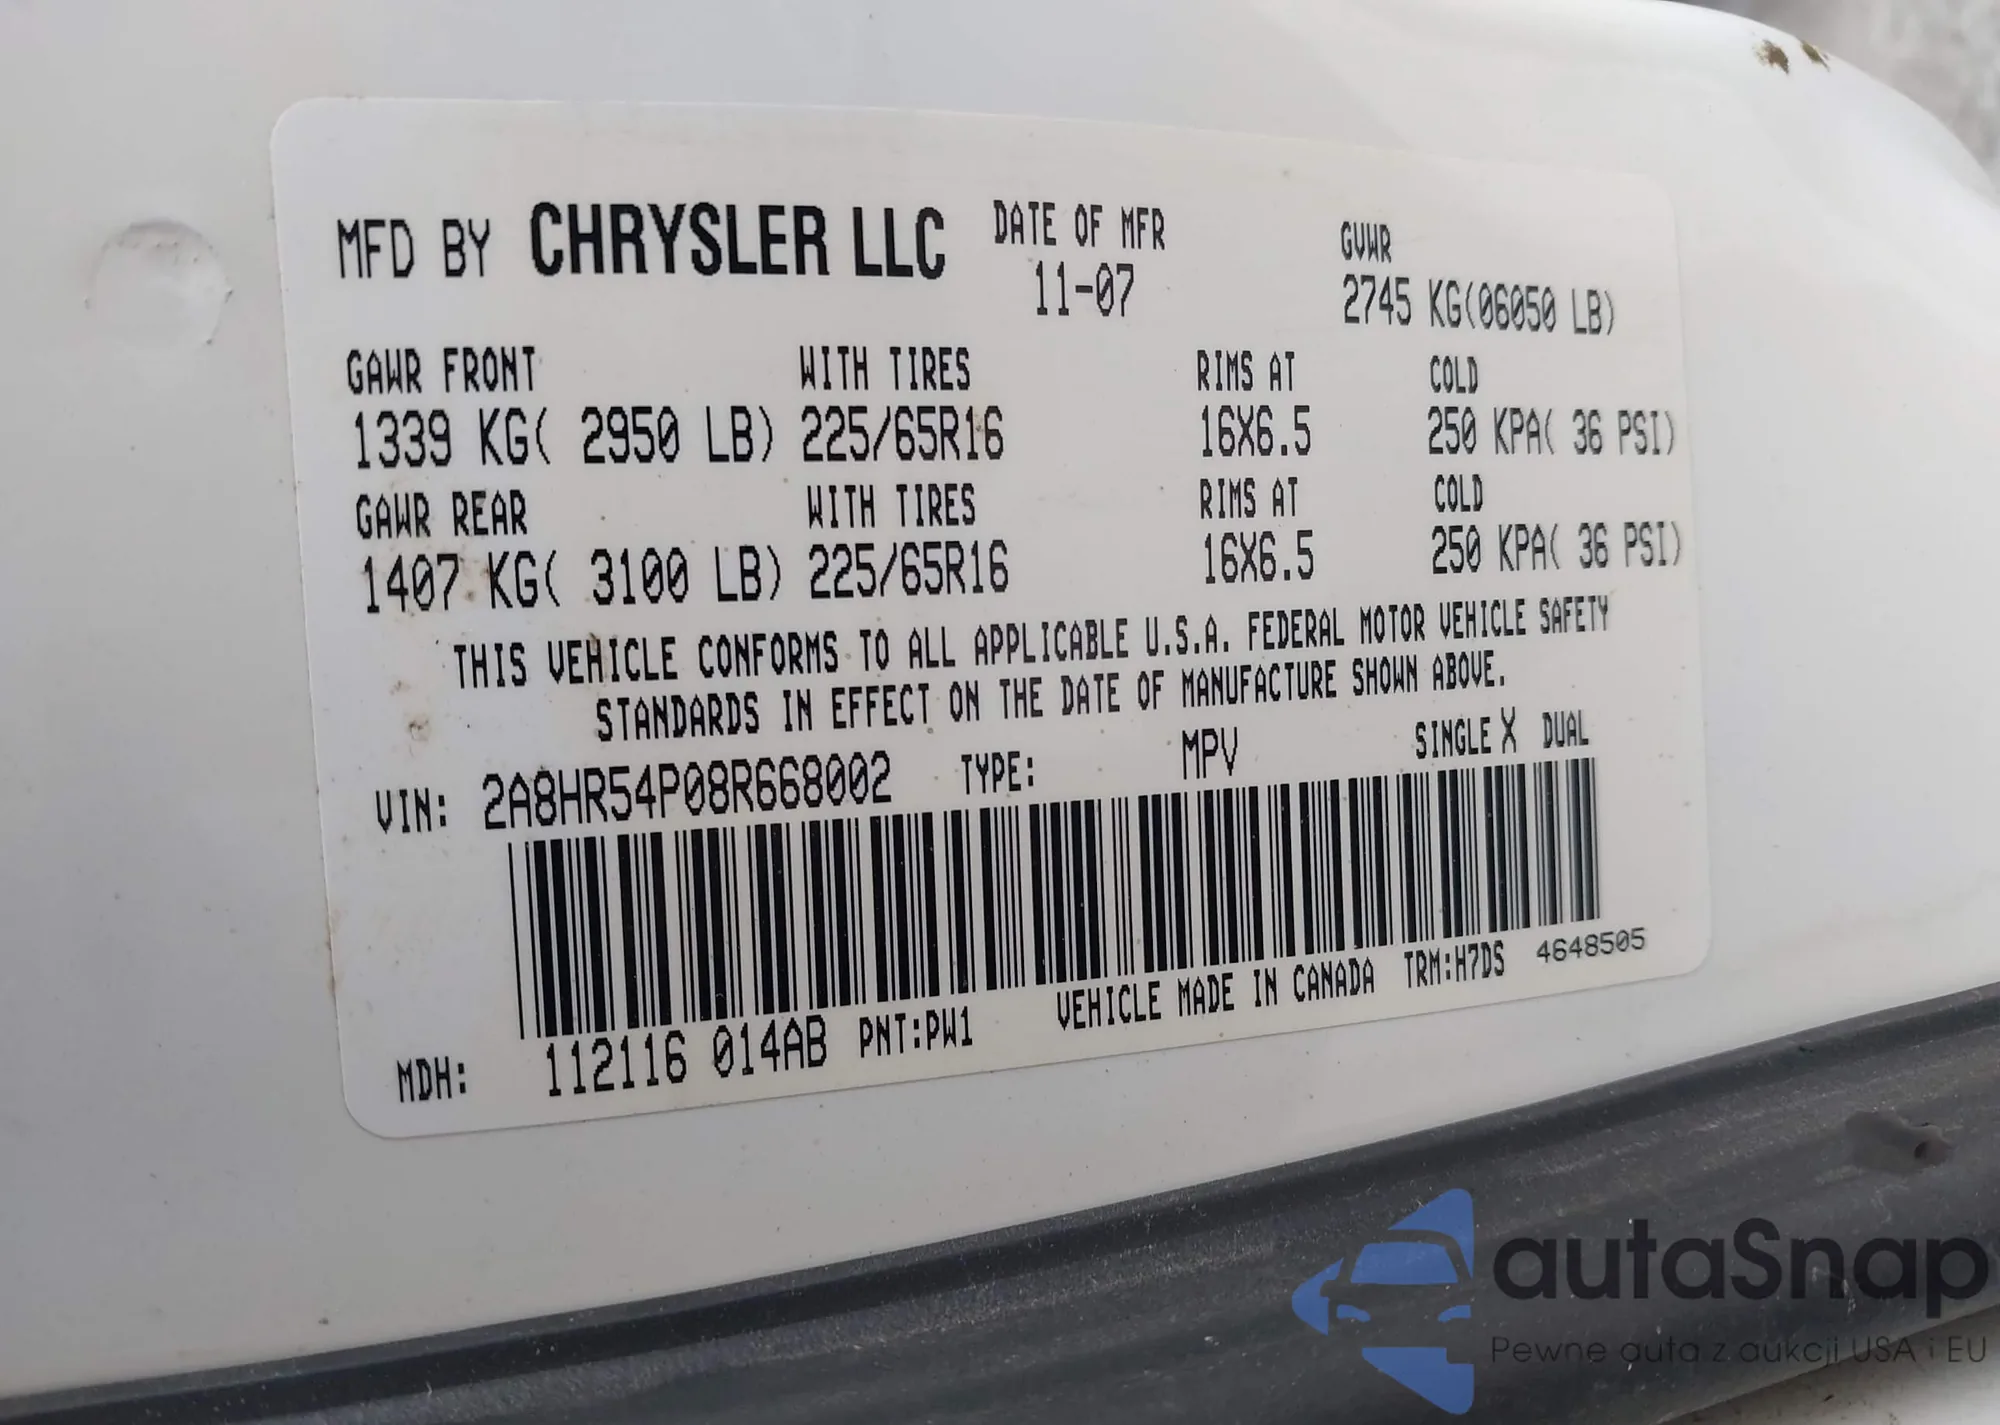 MFD BY CHRYSLER LLC DATE OF MFR GVWR
11-07 2745 KG(06050 LB)
GAWR FRONT WITH TIRES RIMS AT COLD
1339 KG( 2950 LB) 225/65R16 16X6.5 250 KPA( 36 PSI)
GAWR REAR WITH TIRES RIMS AT COLD
1407 KG( 3100 LB) 225/65R16 16X6.5 250 KPA( 36 PSI)
THIS VEHICLE CONFORMS TO ALL APPLICABLE U.S.A. FEDERAL MOTOR VEHICLE SAFETY
STANDARDS IN EFFECT ON THE DATE OF MANUFACTURE SHOWN ABOVE.
VIN: 2A8HR54P08R668002 TYPE: MPV SINGLE X DUAL
MDH: 112116 014AB PNT:PW1 VEHICLE MADE IN CANADA TRM:H7DS 4648505
autaSnap
Pewne auta z aukcji USA i EU